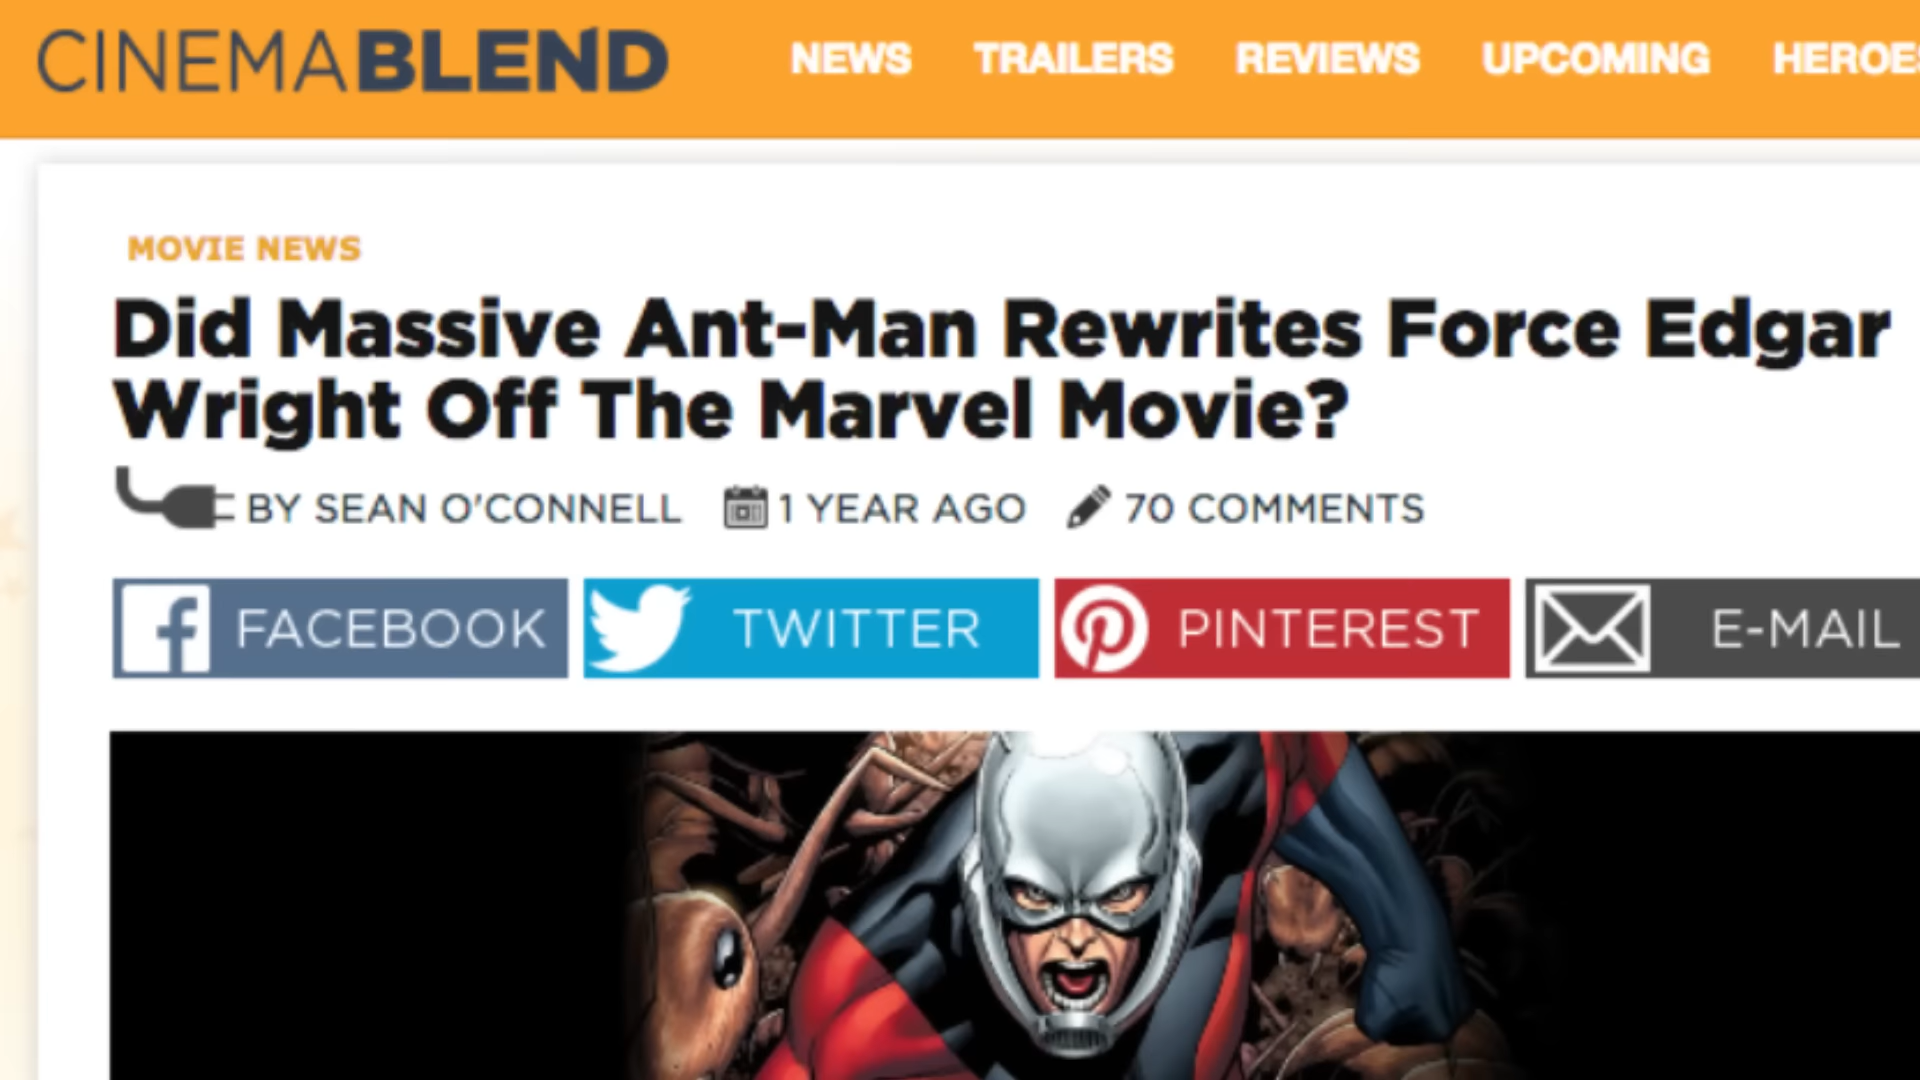 CINEMABLEND NEWS TRAILERS REVIEWS UPCOMING HEROES
MOVIE NEWS
Did Massive Ant-Man Rewrites Force Edgar
Wright Off The Marvel Movie?
BY SEAN O'CONNELL 1 YEAR AGO 70 COMMENTS
FACEBOOK TWITTER PINTEREST E-MAIL